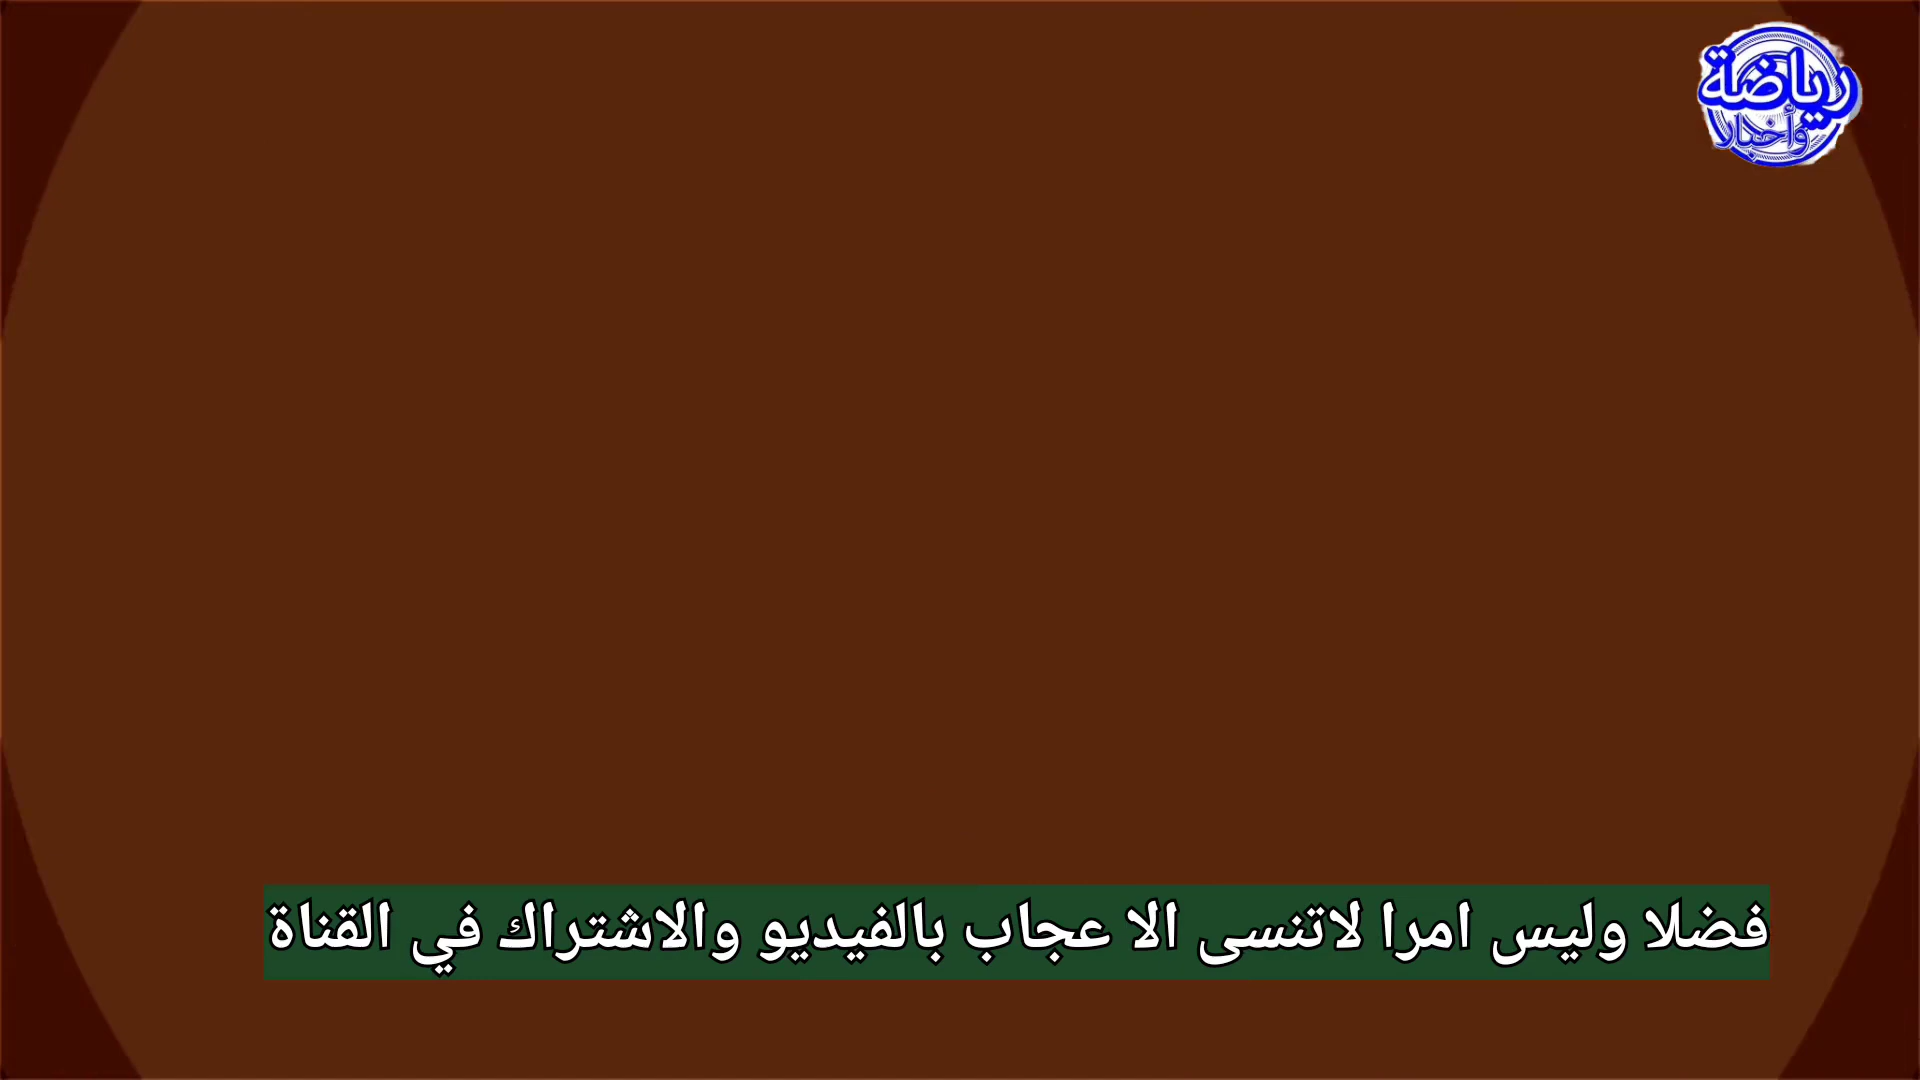 رياضة
وأخبار
فضلا وليس امرا لاتنسى الا عجاب بالفيديو والاشتراك في القناة